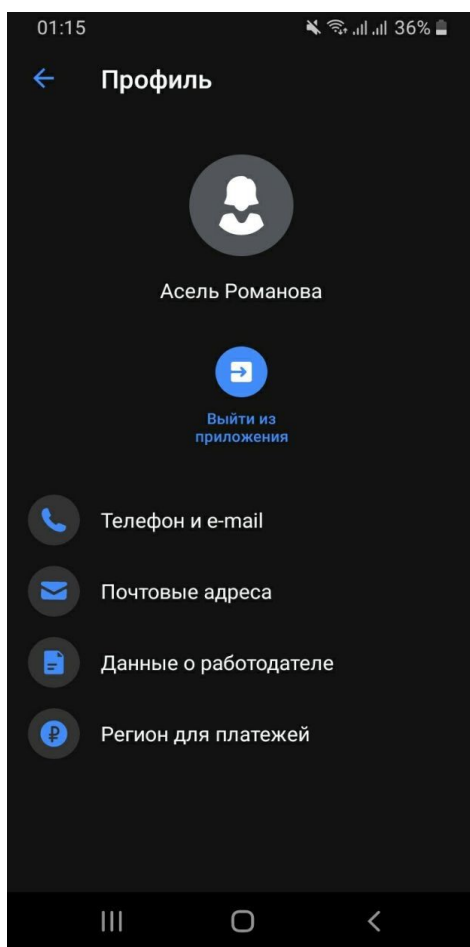 01:15 36%
Профиль
Асель Романова
Выйти из
приложения
Телефон и e-mail
Почтовые адреса
Данные о работодателе
Регион для платежей